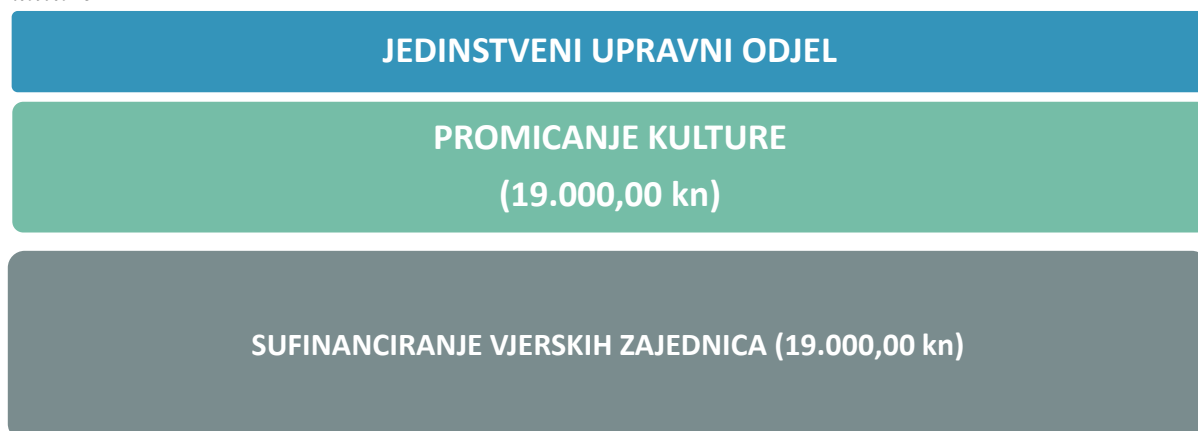 JEDINSTVENI UPRAVNI ODJEL
PROMICANJE KULTURE
(19.000,00 kn)
SUFINANCIRANJE VJERSKIH ZAJEDNICA (19.000,00 kn)